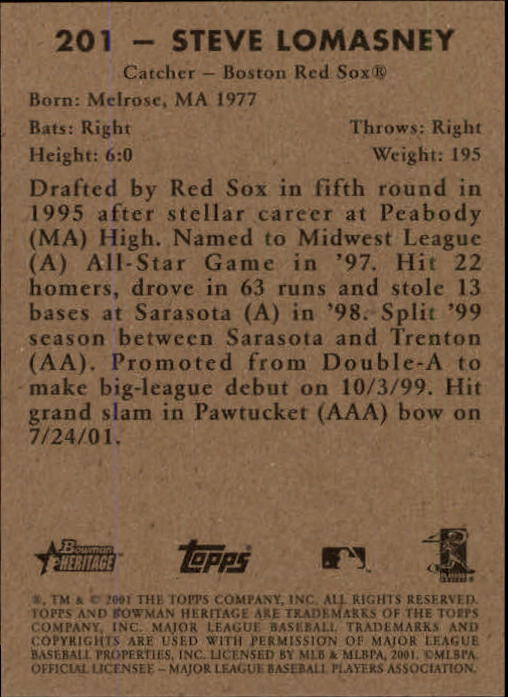 201 – STEVE LOMASNEY
Catcher – Boston Red Sox®
Born: Melrose, MA 1977
Bats: Right Throws: Right
Height: 6:0 Weight: 195
Drafted by Red Sox in fifth round in
1995 after stellar career at Peabody
(MA) High. Named to Midwest League
(A) All-Star Game in '97. Hit 22
homers, drove in 63 runs and stole 13
bases at Sarasota (A) in '98. Split '99
season between Sarasota and Trenton
(AA). Promoted from Double-A to
make big-league debut on 10/3/99. Hit
grand slam in Pawtucket (AAA) bow on
7/24/01.
Bowman
HERITAGE
Topps
®, TM & © 2001 THE TOPPS COMPANY, INC. ALL RIGHTS RESERVED.
TOPPS AND BOWMAN HERITAGE ARE TRADEMARKS OF THE TOPPS
COMPANY, INC. MAJOR LEAGUE BASEBALL TRADEMARKS AND
COPYRIGHTS ARE USED WITH PERMISSION OF MAJOR LEAGUE
BASEBALL PROPERTIES, INC. LICENSED BY MLB & MLBPA, 2001. ©MLBPA.
OFFICIAL LICENSEE – MAJOR LEAGUE BASEBALL PLAYERS ASSOCIATION.